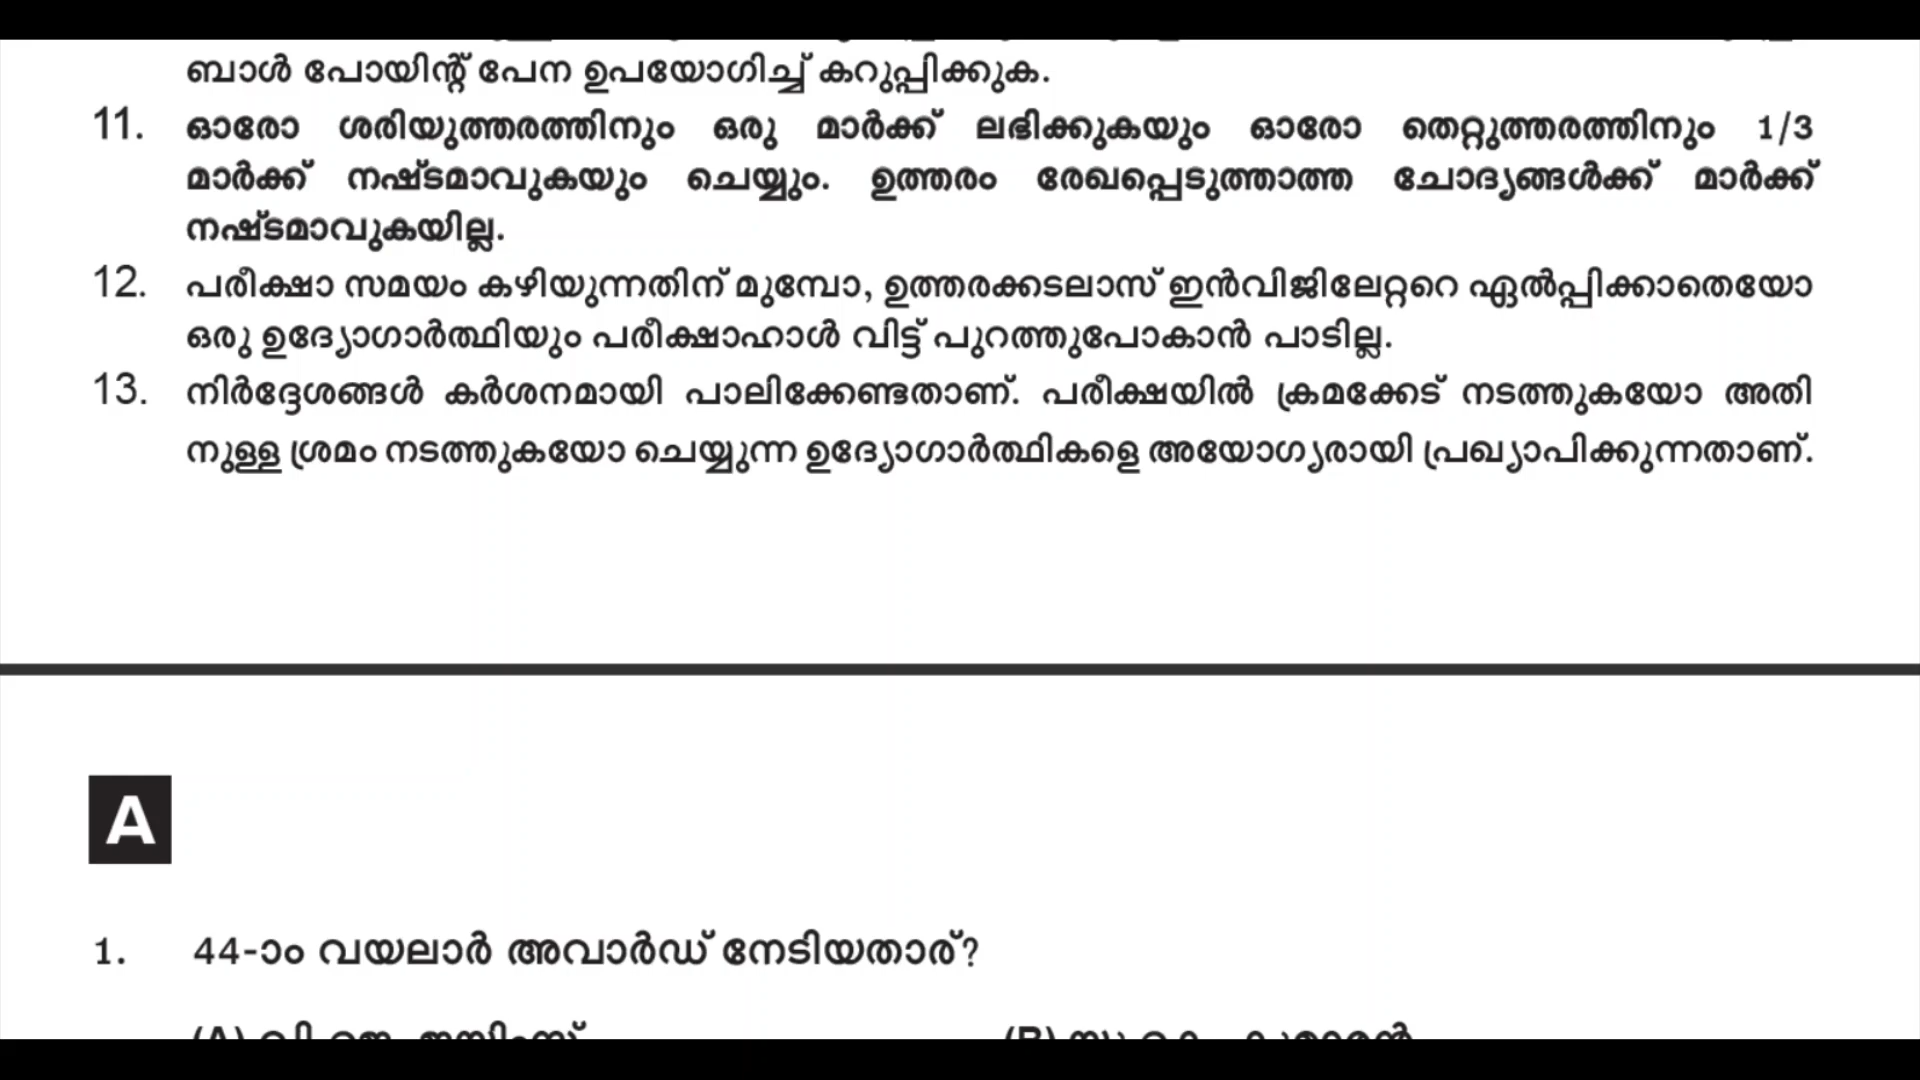 ബാൾ പോയിന്റ് പേന ഉപയോഗിച്ച് കറുപ്പിക്കുക.
11. ഓരോ ശരിയുത്തരത്തിനും ഒരു മാർക്ക് ലഭിക്കുകയും ഓരോ തെറ്റുത്തരത്തിനും 1/3
മാർക്ക് നഷ്ടമാവുകയും ചെയ്യും. ഉത്തരം രേഖപ്പെടുത്താത്ത ചോദ്യങ്ങൾക്ക് മാർക്ക്
നഷ്ടമാവുകയില്ല.
12. പരീക്ഷാ സമയം കഴിയുന്നതിന് മുമ്പോ, ഉത്തരക്കടലാസ് ഇൻവിജിലേറ്ററെ ഏൽപ്പിക്കാതെയോ
ഒരു ഉദ്യോഗാർത്ഥിയും പരീക്ഷാഹാൾ വിട്ട് പുറത്തുപോകാൻ പാടില്ല.
13. നിർദ്ദേശങ്ങൾ കർശനമായി പാലിക്കേണ്ടതാണ്. പരീക്ഷയിൽ ക്രമക്കേട് നടത്തുകയോ അതി
നുള്ള ശ്രമം നടത്തുകയോ ചെയ്യുന്ന ഉദ്യോഗാർത്ഥികളെ അയോഗ്യരായി പ്രഖ്യാപിക്കുന്നതാണ്.
A
1. 44-ാം വയലാർ അവാർഡ് നേടിയതാര്?
(A) വി.ജെ. ജയിംസ് (B)